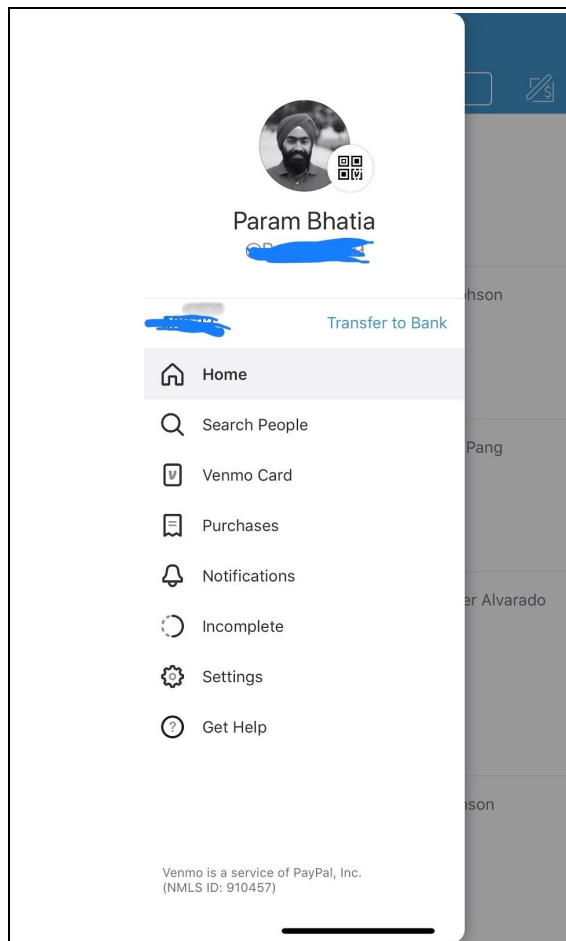 Param Bhatia
Transfer to Bank
hson
Home
Search People
Pang
Venmo Card
Purchases
Notifications
er Alvarado
Incomplete
Settings
Get Help
nson
Venmo is a service of PayPal, Inc.
(NMLS ID: 910457)